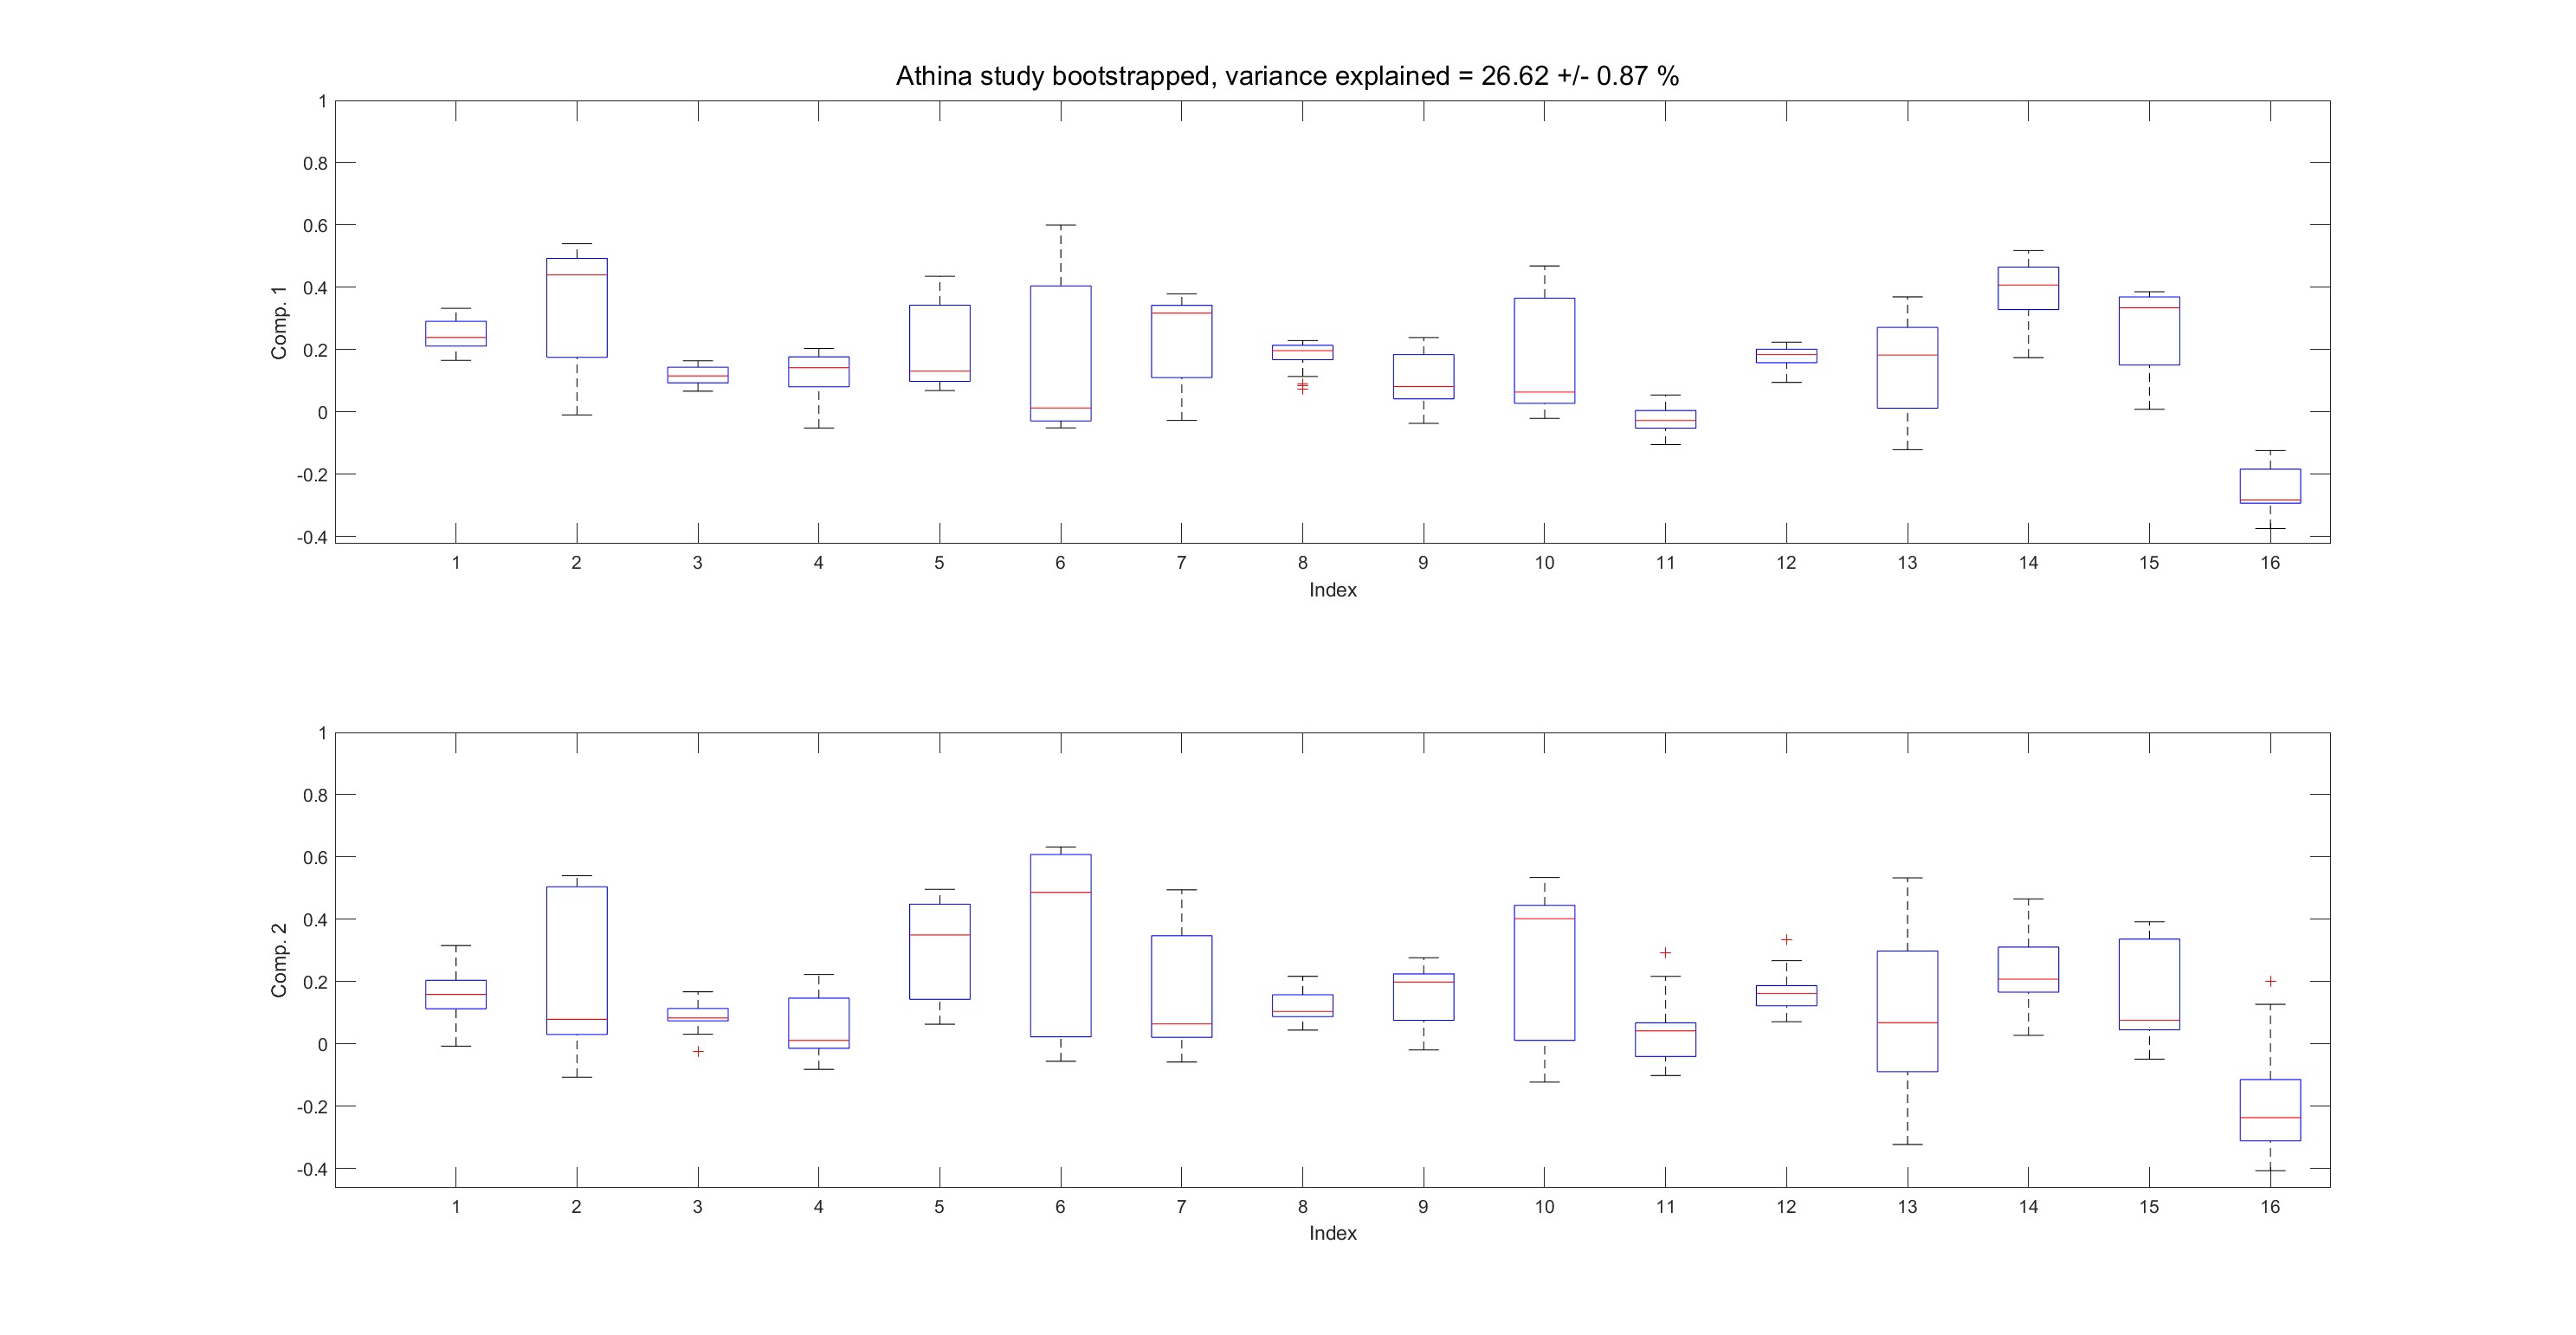 Athina study bootstrapped, variance explained = 26.62 +/- 0.87 %
1
0.8
0.6
0.4
0.2
0
-0.2
-0.4
Comp. 1
1 2 3 4 5 6 7 8 9 10 11 12 13 14 15 16
Index
1
0.8
0.6
0.4
0.2
0
-0.2
-0.4
Comp. 2
1 2 3 4 5 6 7 8 9 10 11 12 13 14 15 16
Index